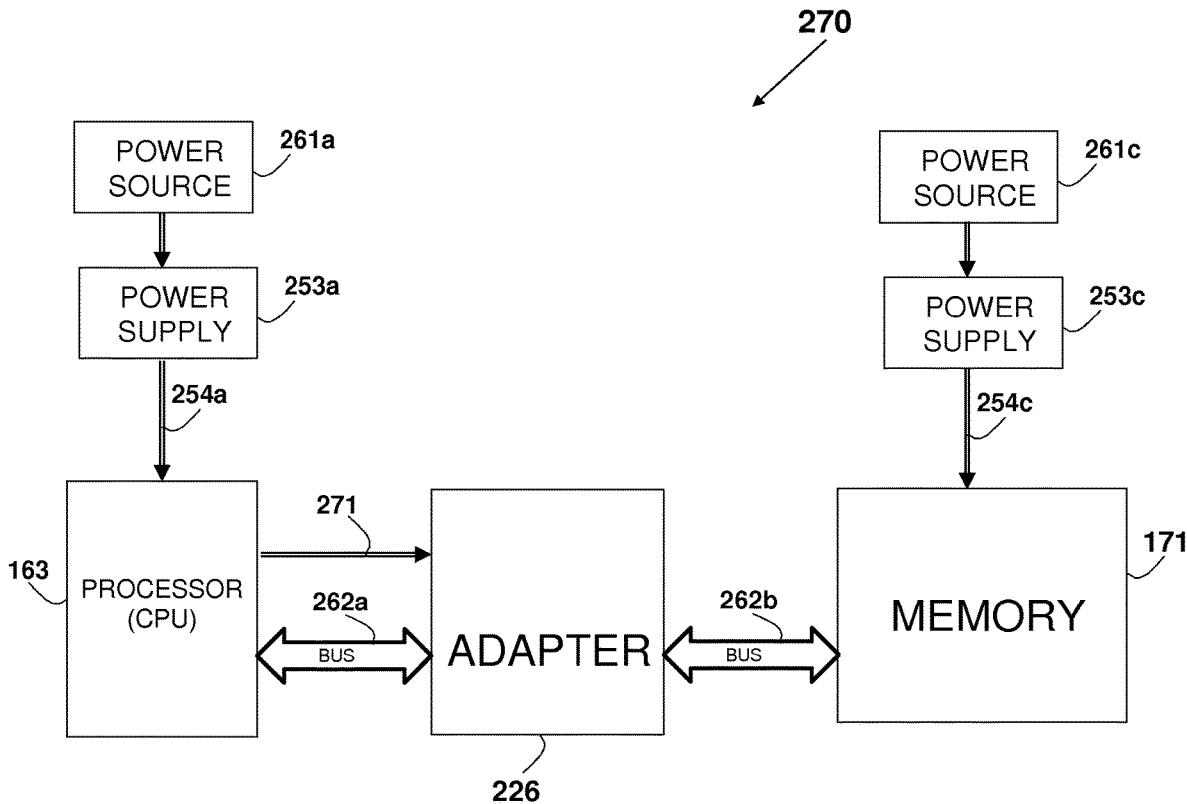 270
POWER
SOURCE
261a
POWER
SOURCE
261c
POWER
SUPPLY
253a
POWER
SUPPLY
253c
254a
254c
271
163
PROCESSOR
(CPU)
262a
BUS
ADAPTER
262b
BUS
MEMORY
171
226